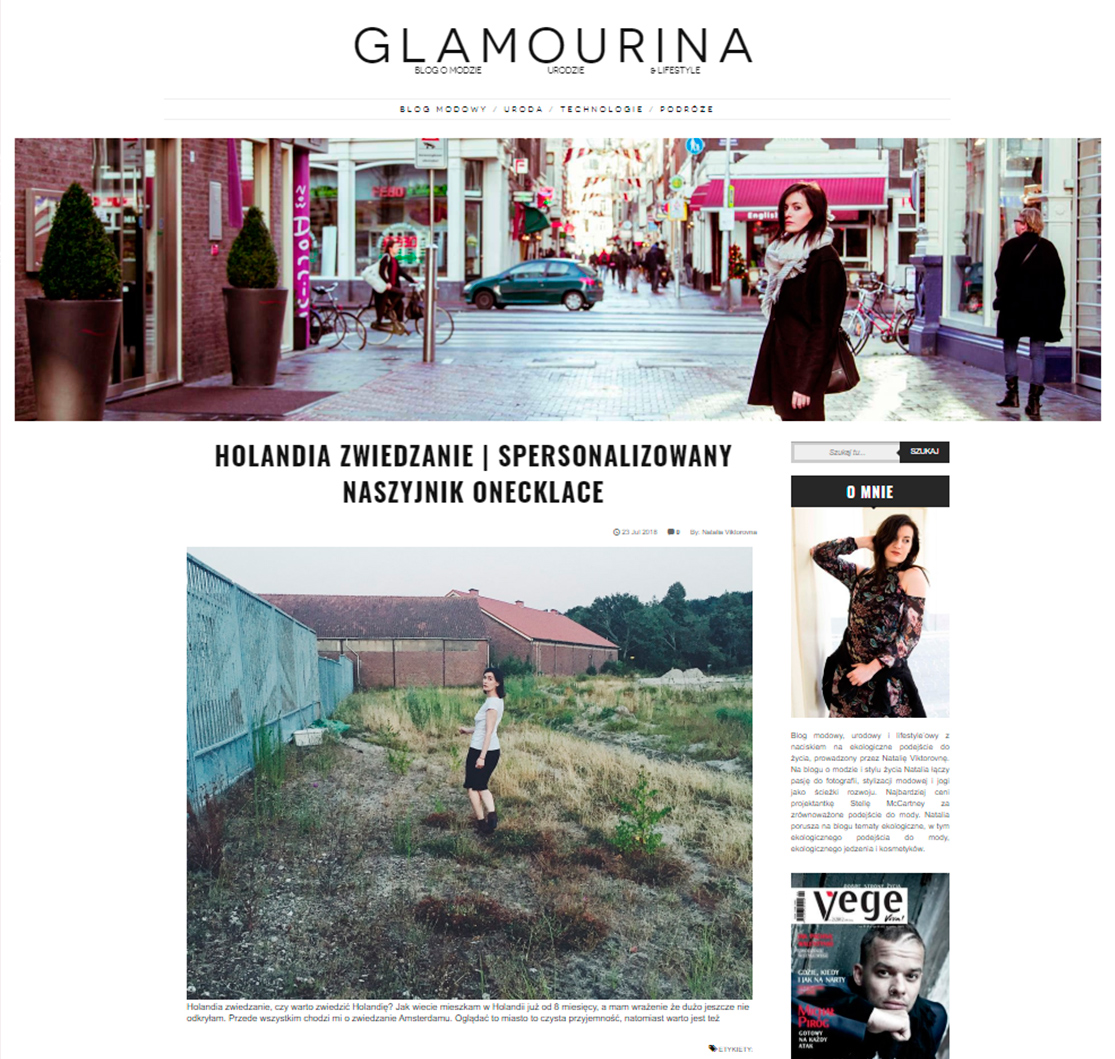 GLAMOURINA
BLOG O MODZIE URODZIE & LIFESTYLE
BLOG MODOWY / URODA / TECHNOLOGIE / PODRÓŻE
English
HOLANDIA ZWIEDZANIE | SPERSONALIZOWANY
NASZYJNIK ONECKLACE
23 Jul 2018 0 By: Natalia Viktorovna
Holandia zwiedzanie, czy warto zwiedzić Holandię? Jak wiecie mieszkam w Holandii już od 8 miesięcy, a mam wrażenie że dużo jeszcze nie
odkryłam. Przede wszystkim chodzi mi o zwiedzanie Amsterdamu. Oglądać to miasto to czysta przyjemność, natomiast warto jest też
ETYKIETY:
Szukaj tu...
SZUKAJ
O MNIE
Blog modowy, urodowy i lifestyle'owy z
naciskiem na ekologiczne podejście do
życia, prowadzony przez Natalię Viktorovnę.
Na blogu o modzie i stylu życia Natalia łączy
pasję do fotografii, stylizacji modowej i jogi
jako ścieżki rozwoju. Najbardziej ceni
projektantkę Stellę McCartney za
zrównoważone podejście do mody. Natalia
porusza na blogu tematy ekologiczne, w tym
ekologicznego podejścia do mody,
ekologicznego jedzenia i kosmetyków.
Vege
Viva!
GDZIE, KIEDY
I JAK NA NARTY
MICHAŁ
PIRÓG
GOTOWY
NA KAŻDY
ATAK